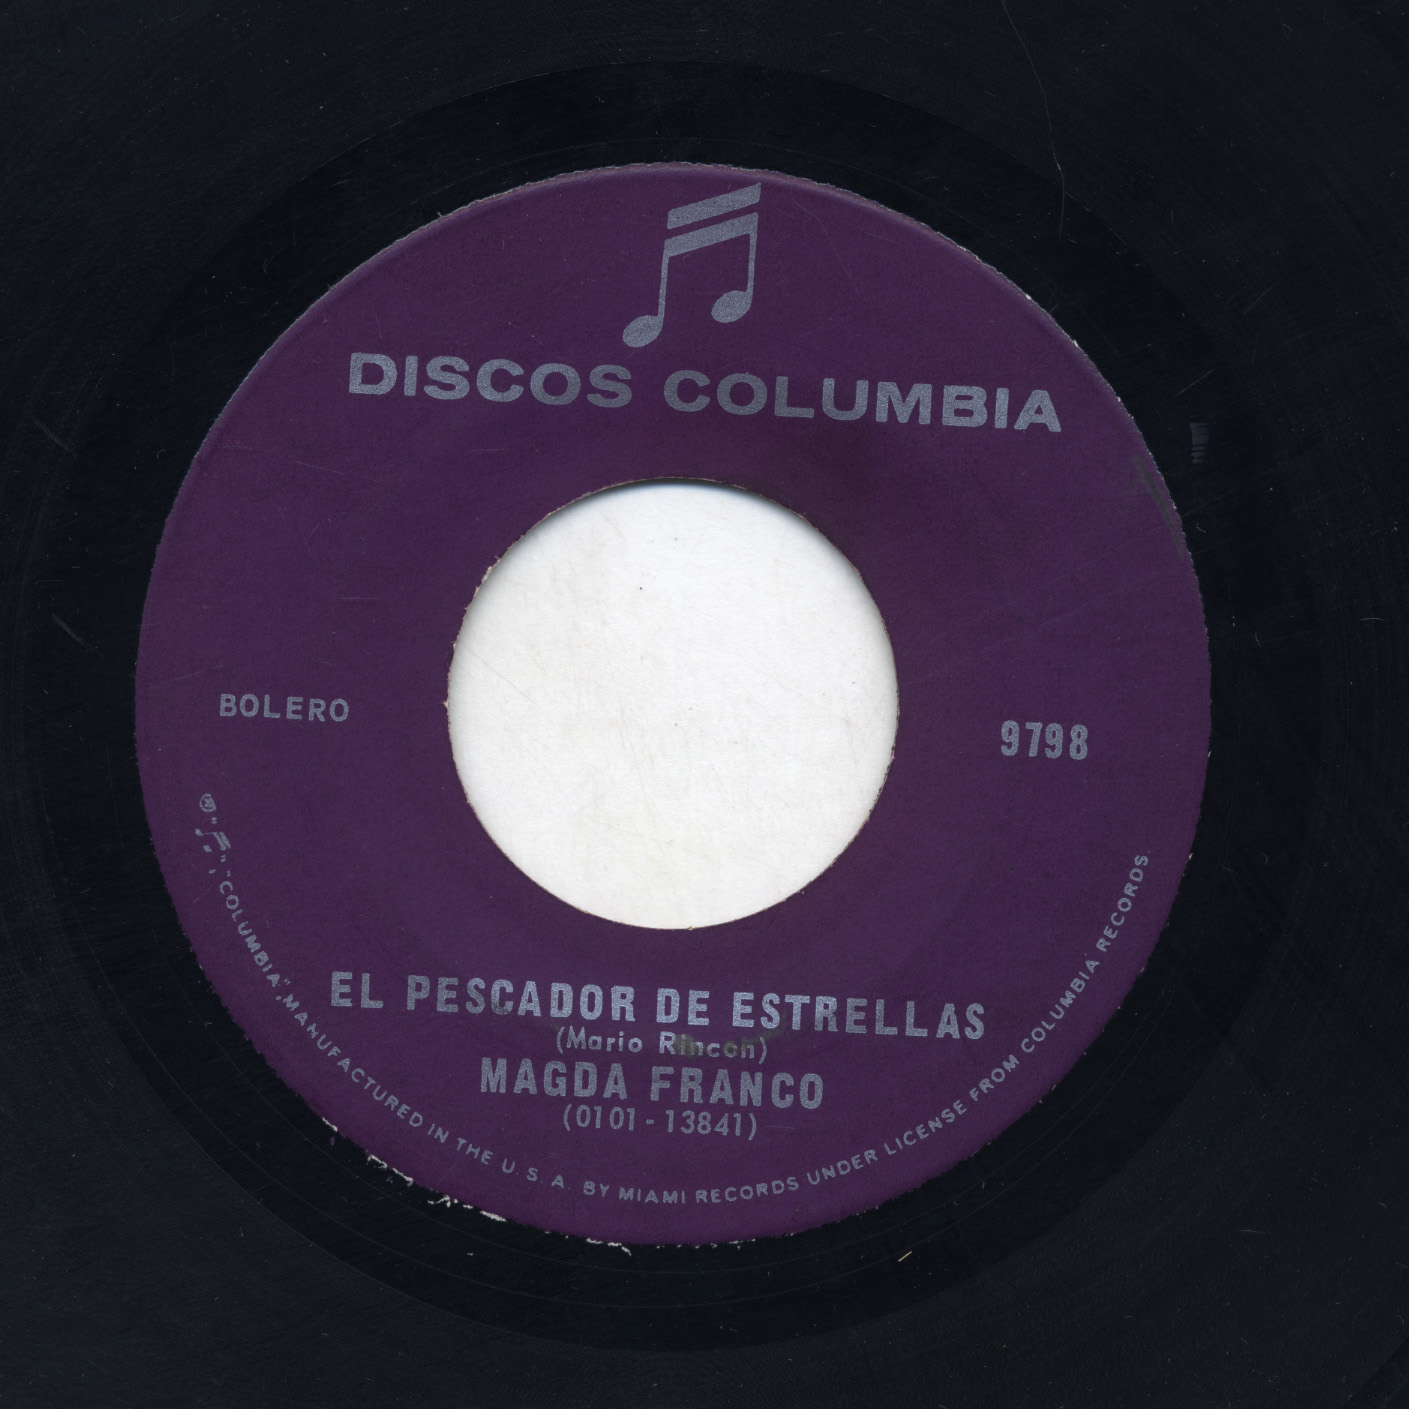 DISCOS COLUMBIA
BOLERO
9798
EL PESCADOR DE ESTRELLAS
(Mario Rincon)
MAGDA FRANCO
(0101-13841)
"COLUMBIA", MANUFACTURED IN THE U.S.A. BY MIAMI RECORDS UNDER LICENSE FROM COLUMBIA RECORDS.